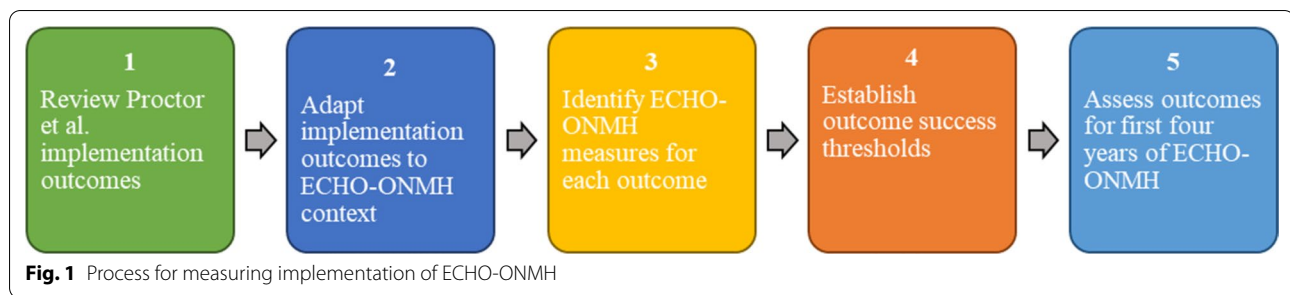 1
Review Proctor
et al.
implementation
outcomes
2
Adapt
implementation
outcomes to
ECHO-ONMH
context
3
Identify ECHO-
ONMH
measures for
each outcome
4
Establish
outcome success
thresholds
5
Assess outcomes
for first four
years of ECHO-
ONMH
Fig. 1 Process for measuring implementation of ECHO-ONMH